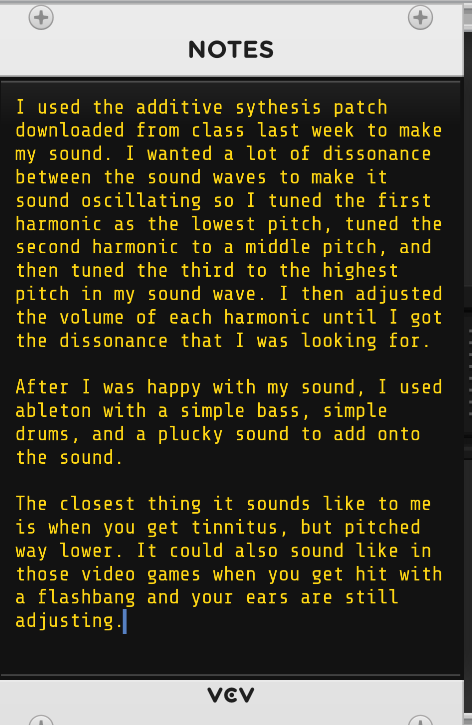 NOTES
I used the additive sythesis patch
downloaded from class last week to make
my sound. I wanted a lot of dissonance
between the sound waves to make it
sound oscillating so I tuned the first
harmonic as the lowest pitch, tuned the
second harmonic to a middle pitch, and
then tuned the third to the highest
pitch in my sound wave. I then adjusted
the volume of each harmonic until I got
the dissonance that I was looking for.
After I was happy with my sound, I used
ableton with a simple bass, simple
drums, and a plucky sound to add onto
the sound.
The closest thing it sounds like to me
is when you get tinnitus, but pitched
way lower. It could also sound like in
those video games when you get hit with
a flashbang and your ears are still
adjusting.
VCV